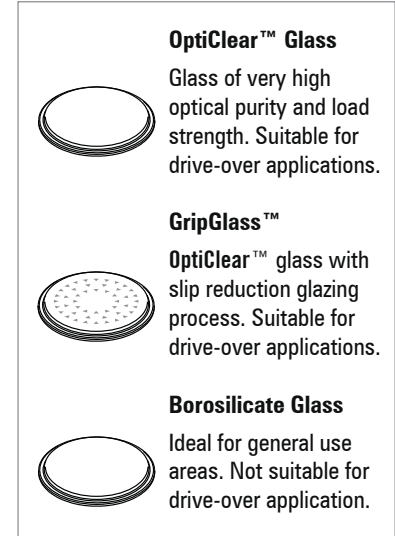 OptiClear™ Glass
Glass of very high
optical purity and load
strength. Suitable for
drive-over applications.
GripGlass™
OptiClear™ glass with
slip reduction glazing
process. Suitable for
drive-over applications.
Borosilicate Glass
Ideal for general use
areas. Not suitable for
drive-over application.